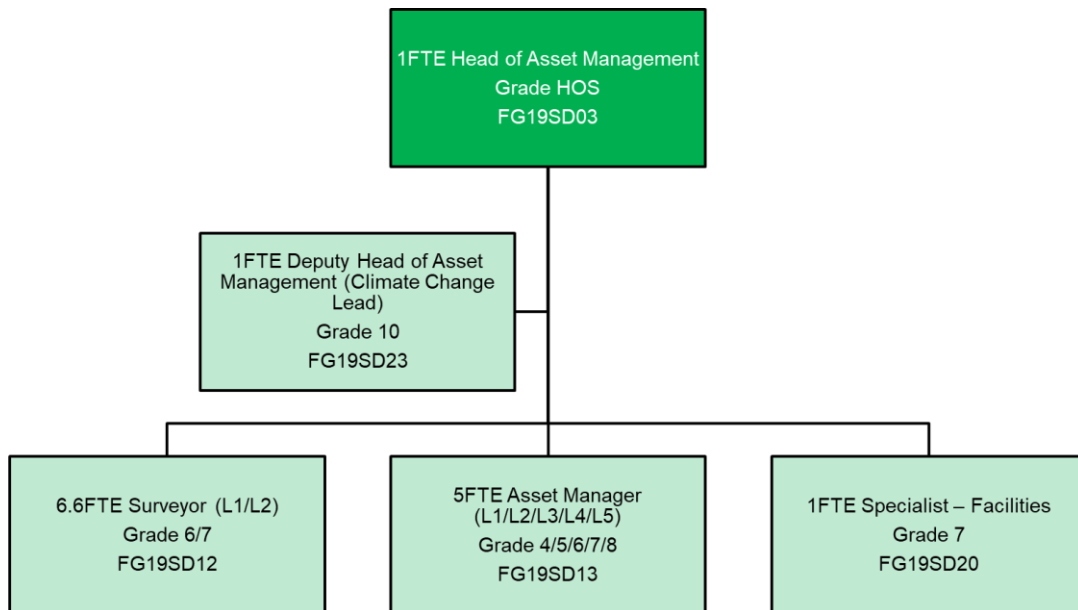 1FTE Head of Asset Management
Grade HOS
FG19SD03
1FTE Deputy Head of Asset
Management (Climate Change
Lead)
Grade 10
FG19SD23
6.6FTE Surveyor (L1/L2)
Grade 6/7
FG19SD12
5FTE Asset Manager
(L1/L2/L3/L4/L5)
Grade 4/5/6/7/8
FG19SD13
1FTE Specialist – Facilities
Grade 7
FG19SD20